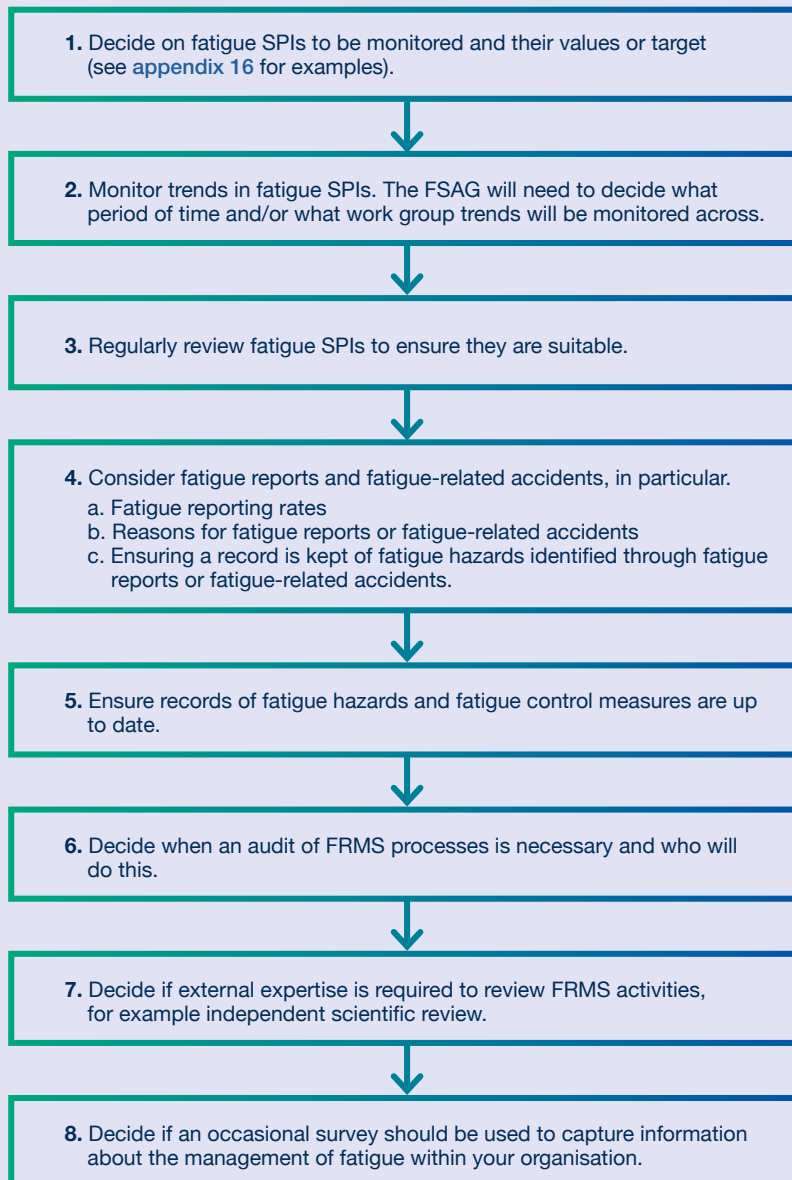 1. Decide on fatigue SPIs to be monitored and their values or target
(see appendix 16 for examples).
2. Monitor trends in fatigue SPIs. The FSAG will need to decide what
period of time and/or what work group trends will be monitored across.
3. Regularly review fatigue SPIs to ensure they are suitable.
4. Consider fatigue reports and fatigue-related accidents, in particular.
a. Fatigue reporting rates
b. Reasons for fatigue reports or fatigue-related accidents
c. Ensuring a record is kept of fatigue hazards identified through fatigue
reports or fatigue-related accidents.
5. Ensure records of fatigue hazards and fatigue control measures are up
to date.
6. Decide when an audit of FRMS processes is necessary and who will
do this.
7. Decide if external expertise is required to review FRMS activities,
for example independent scientific review.
8. Decide if an occasional survey should be used to capture information
about the management of fatigue within your organisation.